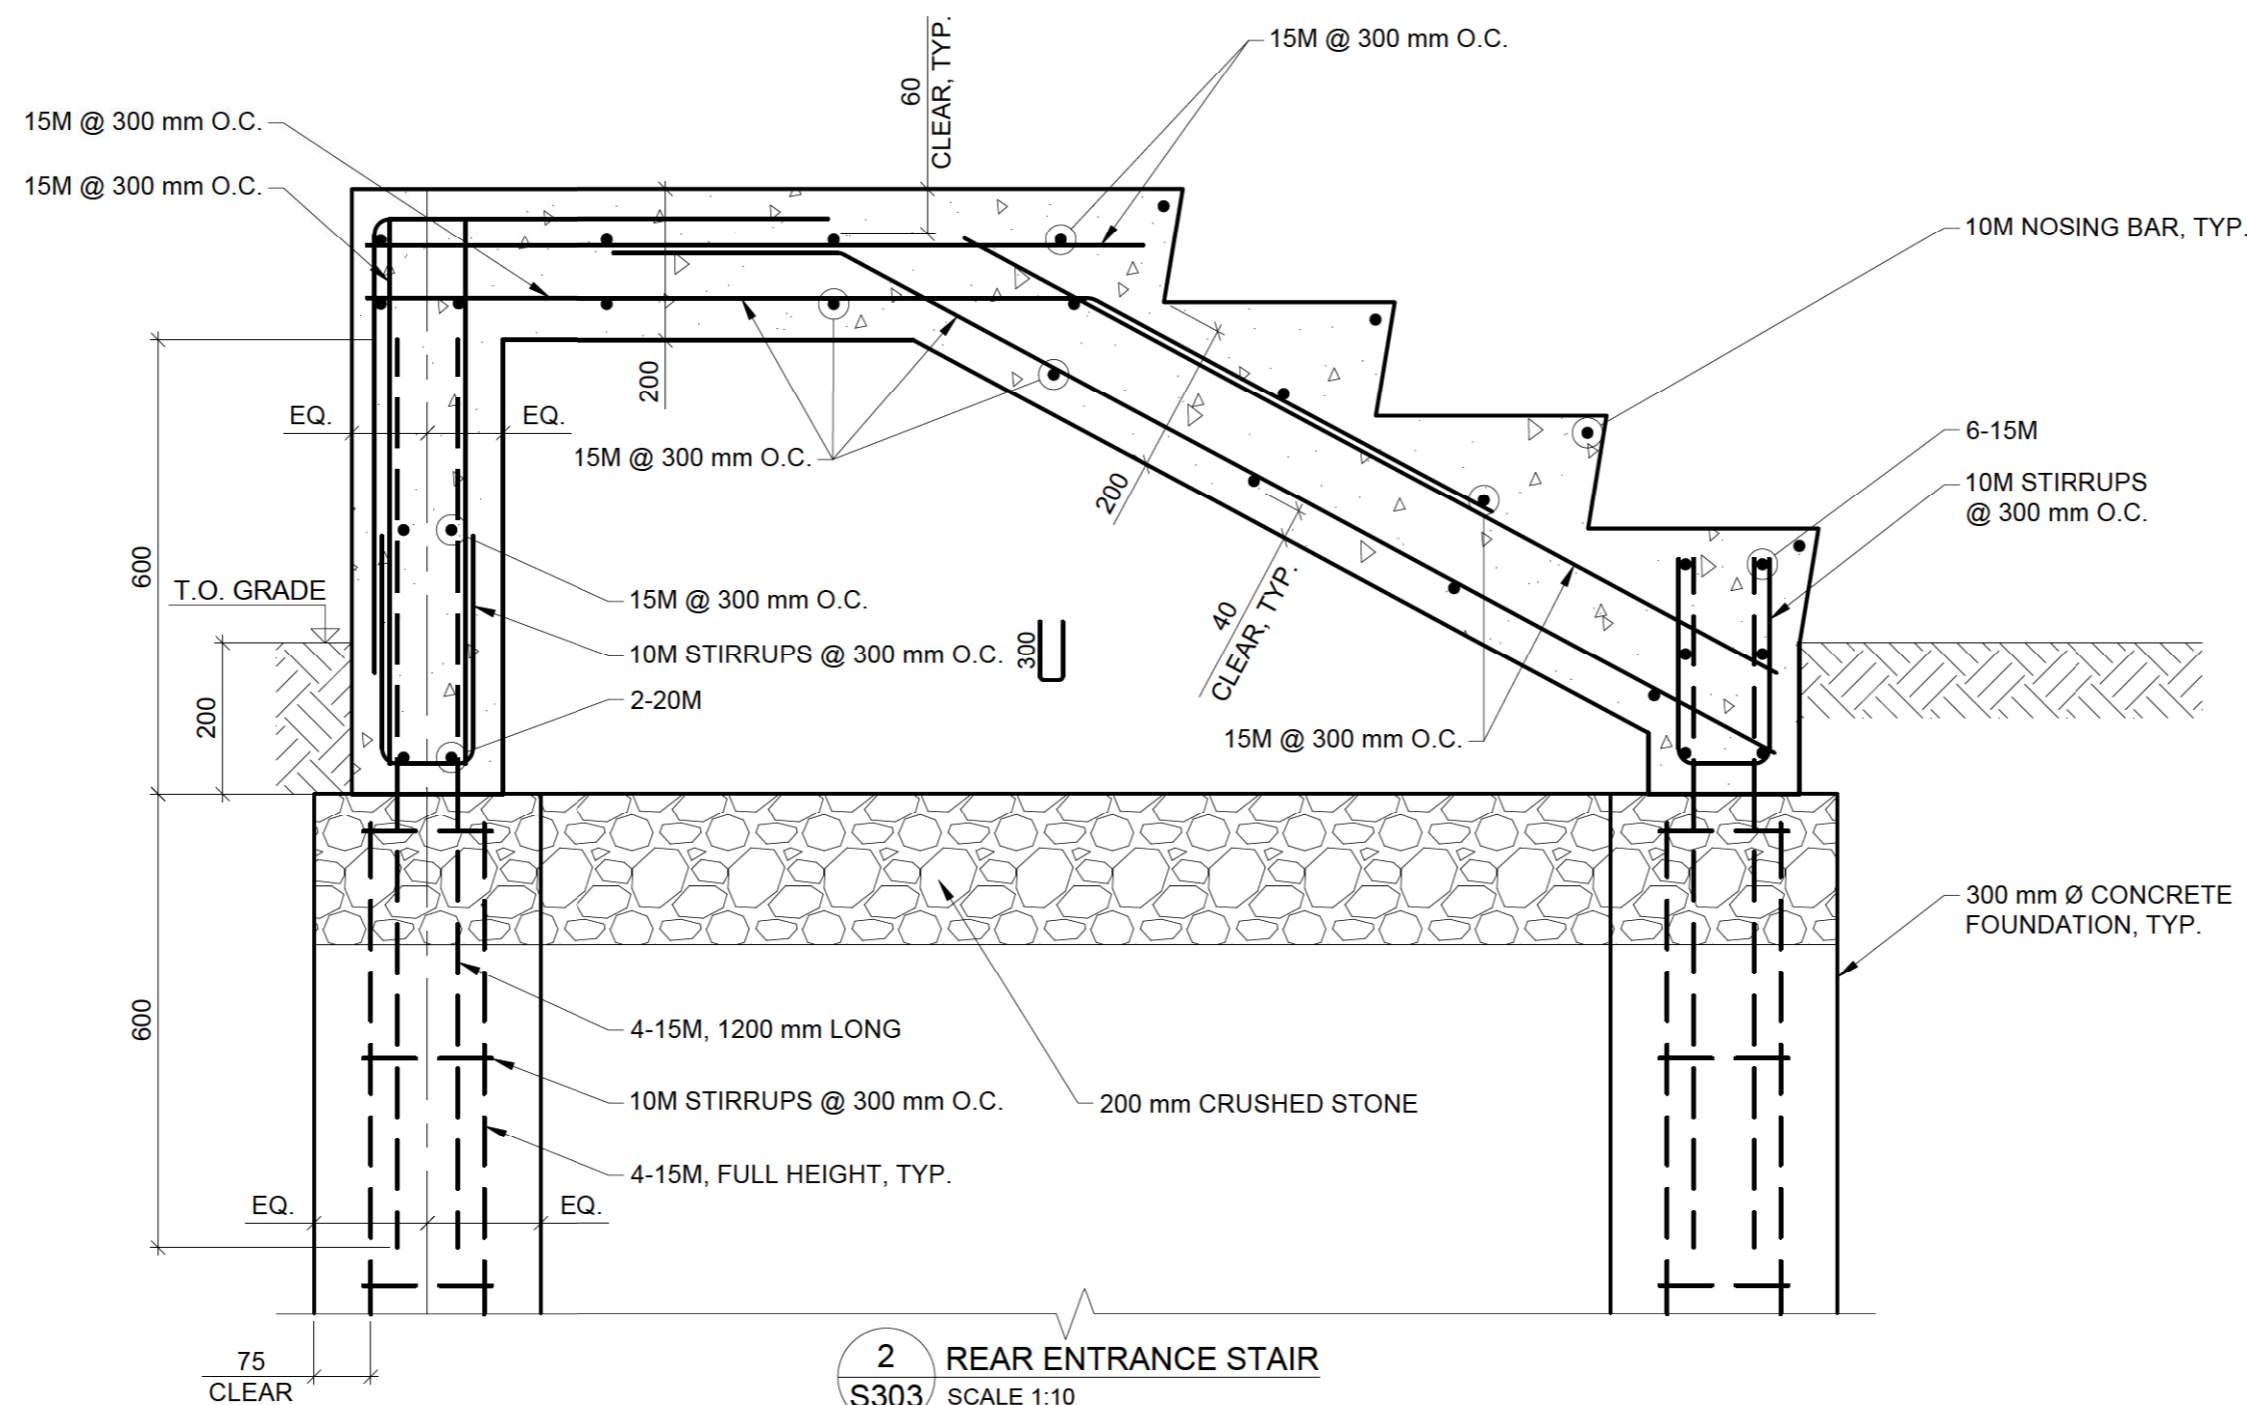 60
CLEAR, TYP.
15M @ 300 mm O.C.
15M @ 300 mm O.C.
15M @ 300 mm O.C.
10M NOSING BAR, TYP.
200
EQ.
EQ.
15M @ 300 mm O.C.
200
6-15M
10M STIRRUPS
@ 300 mm O.C.
600
T.O. GRADE
15M @ 300 mm O.C.
10M STIRRUPS @ 300 mm O.C.
300
2-20M
40
CLEAR, TYP.
200
15M @ 300 mm O.C.
300 mm Ø CONCRETE
FOUNDATION, TYP.
600
4-15M, 1200 mm LONG
10M STIRRUPS @ 300 mm O.C.
200 mm CRUSHED STONE
4-15M, FULL HEIGHT, TYP.
EQ.
EQ.
75
CLEAR
2
S303
REAR ENTRANCE STAIR
SCALE 1:10